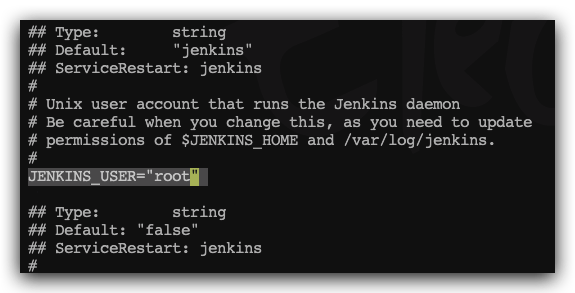 ## Type:        string
## Default:     "jenkins"
## ServiceRestart: jenkins
#
# Unix user account that runs the Jenkins daemon
# Be careful when you change this, as you need to update
# permissions of $JENKINS_HOME and /var/log/jenkins.
#
JENKINS_USER="root"
## Type:        string
## Default: "false"
## ServiceRestart: jenkins
#